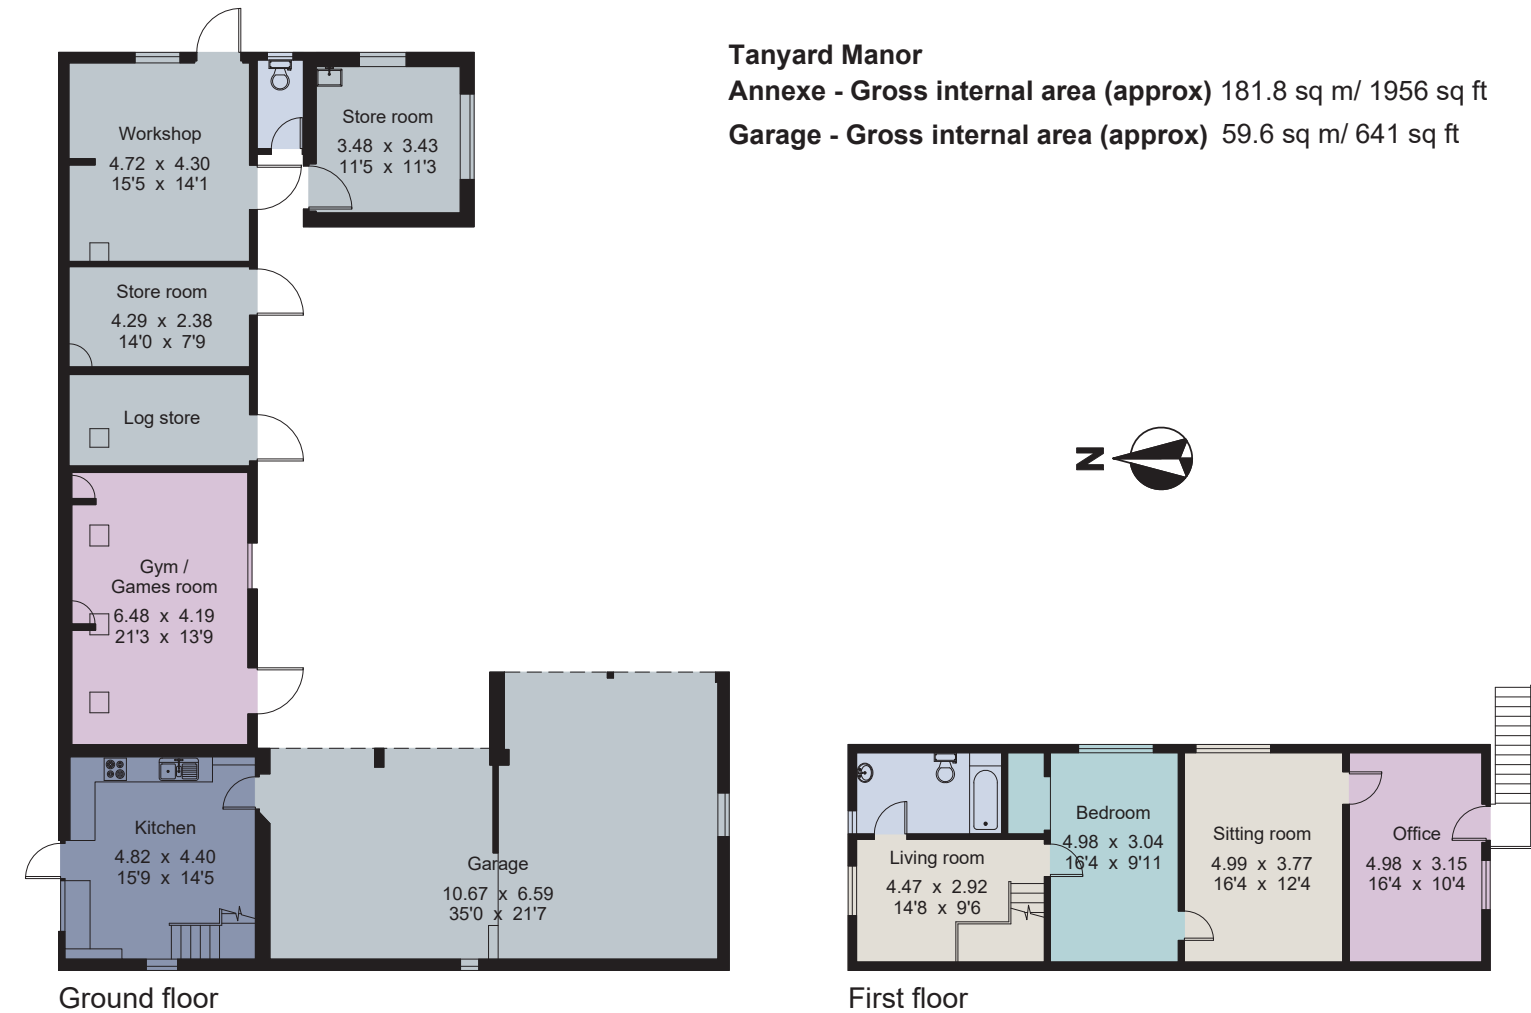 Tanyard Manor
Annexe - Gross internal area (approx) 181.8 sq m/ 1956 sq ft
Garage - Gross internal area (approx) 59.6 sq m/ 641 sq ft
Workshop
4.72 x 4.30
15'5 x 14'1
Store room
3.48 x 3.43
11'5 x 11'3
Store room
4.29 x 2.38
14'0 x 7'9
Log store
N
Gym /
Games room
6.48 x 4.19
21'3 x 13'9
Kitchen
4.82 x 4.40
15'9 x 14'5
Garage
10.67 x 6.59
35'0 x 21'7
Living room
4.47 x 2.92
14'8 x 9'6
Bedroom
4.98 x 3.04
16'4 x 9'11
Sitting room
4.99 x 3.77
16'4 x 12'4
Office
4.98 x 3.15
16'4 x 10'4
Ground floor
First floor